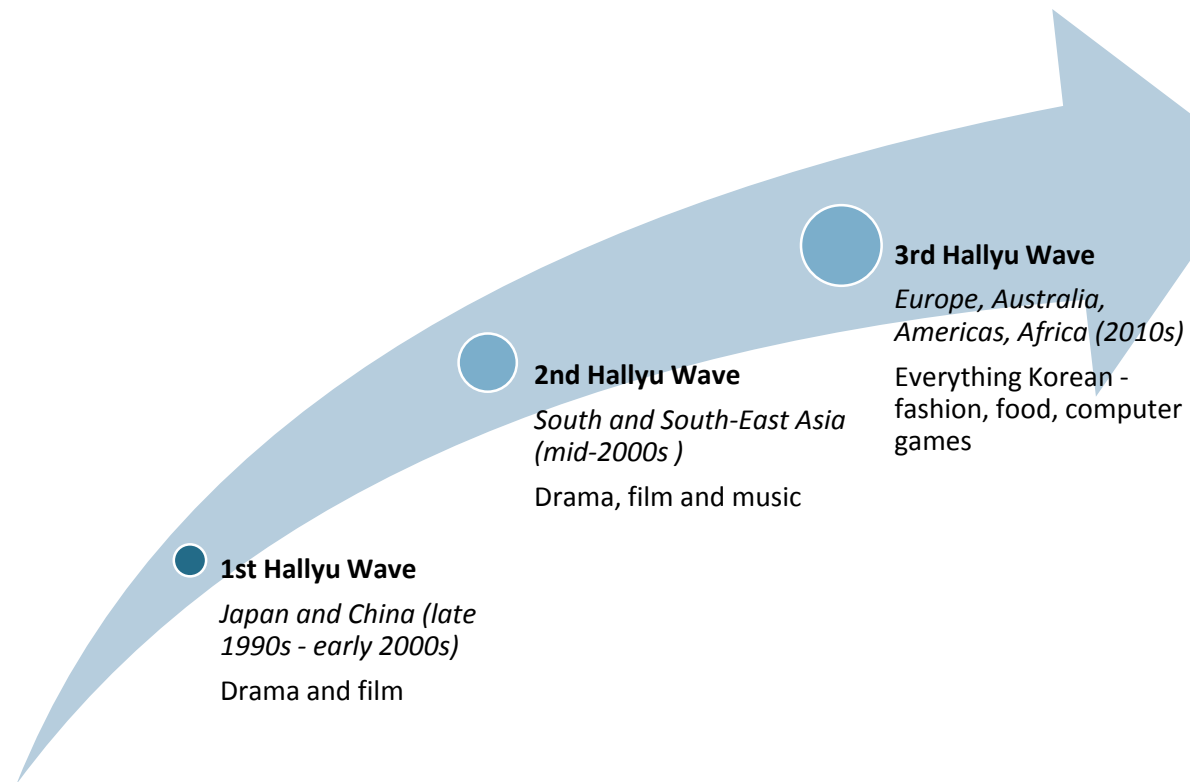 3rd Hallyu Wave
Europe, Australia,
Americas, Africa (2010s)
Everything Korean -
fashion, food, computer
games
2nd Hallyu Wave
South and South-East Asia
(mid-2000s )
Drama, film and music
1st Hallyu Wave
Japan and China (late
1990s - early 2000s)
Drama and film